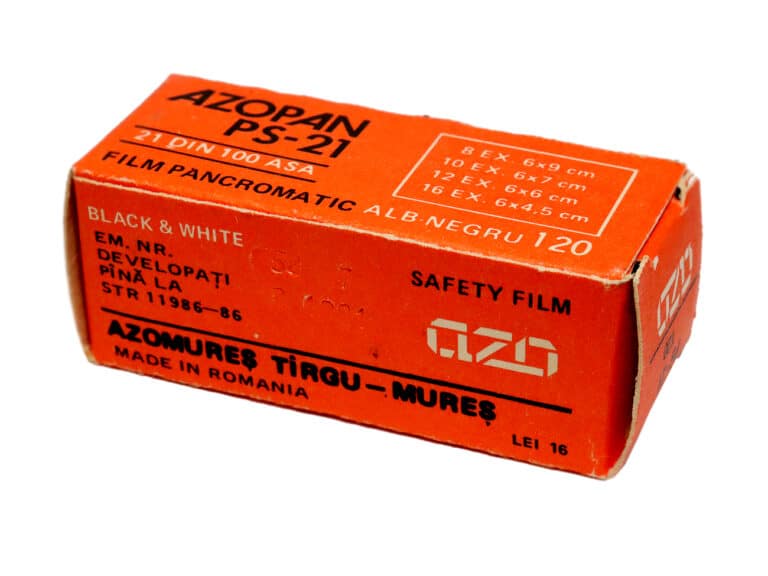 AZOPAN
PS-21
21 DIN 100 ASA
FILM PANCROMATIC ALB-NEGRU 120
8 EX. 6x9 cm
10 EX. 6x7 cm
12 EX. 6x6 cm
16 EX. 6x4,5 cm
BLACK & WHITE
EM. NR.
DEVELOPAȚI
PÎNĂ LA
STR 11986-86
SAFETY FILM
azo
AZOMUREȘ TÎRGU-MUREȘ
MADE IN ROMANIA
LEI 16
azo